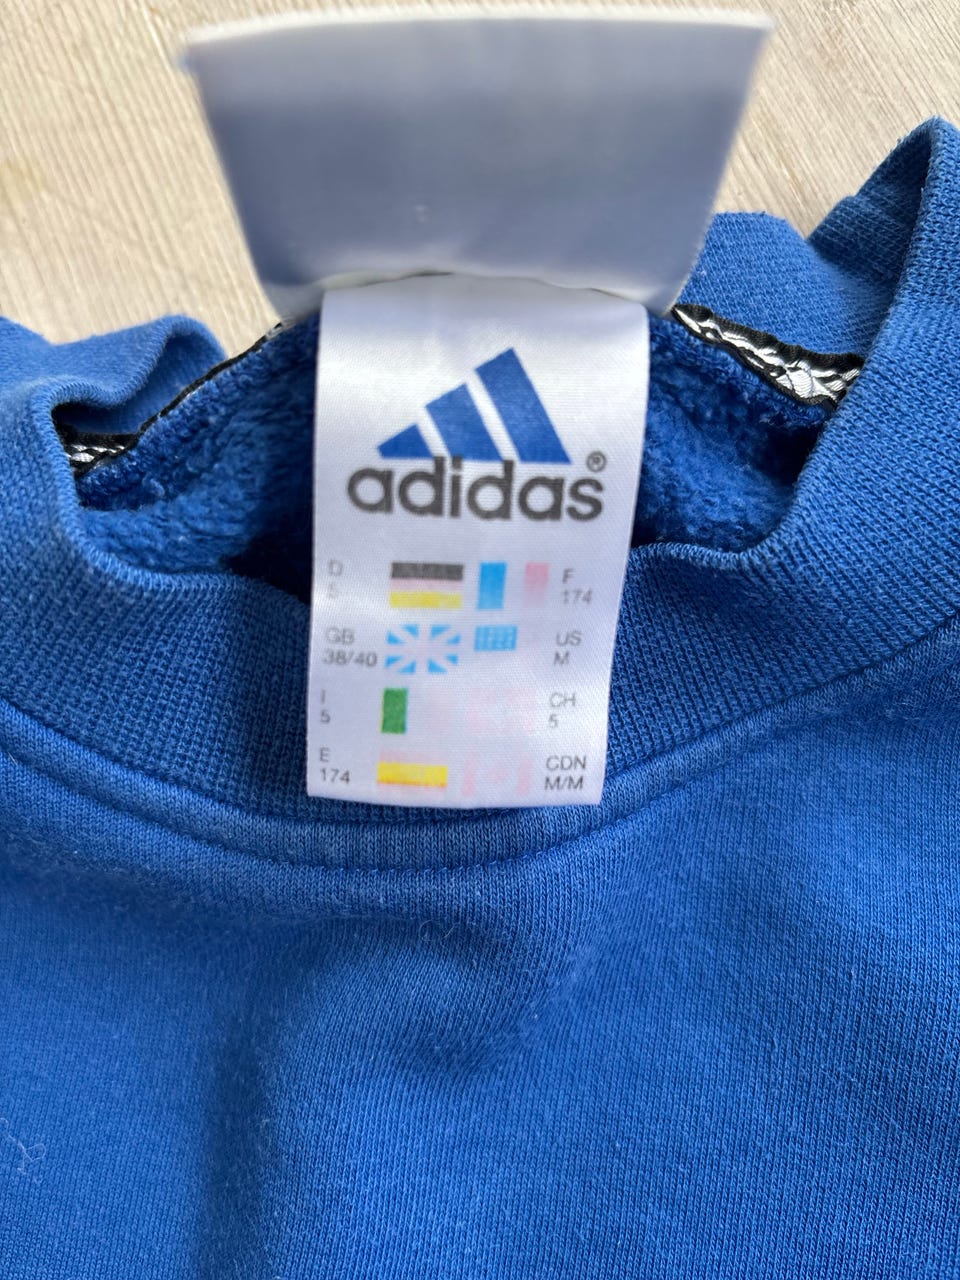 adidas®
D F
5 174
GB US
38/40 M
I CH
5 5
E CDN
174 M/M